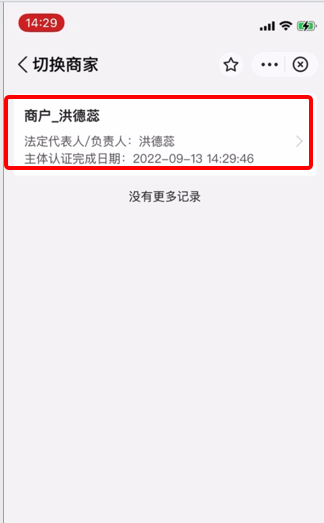 14:29
切换商家
商户_洪德蕊
法定代表人/负责人：洪德蕊
主体认证完成日期：2022-09-13 14:29:46
没有更多记录